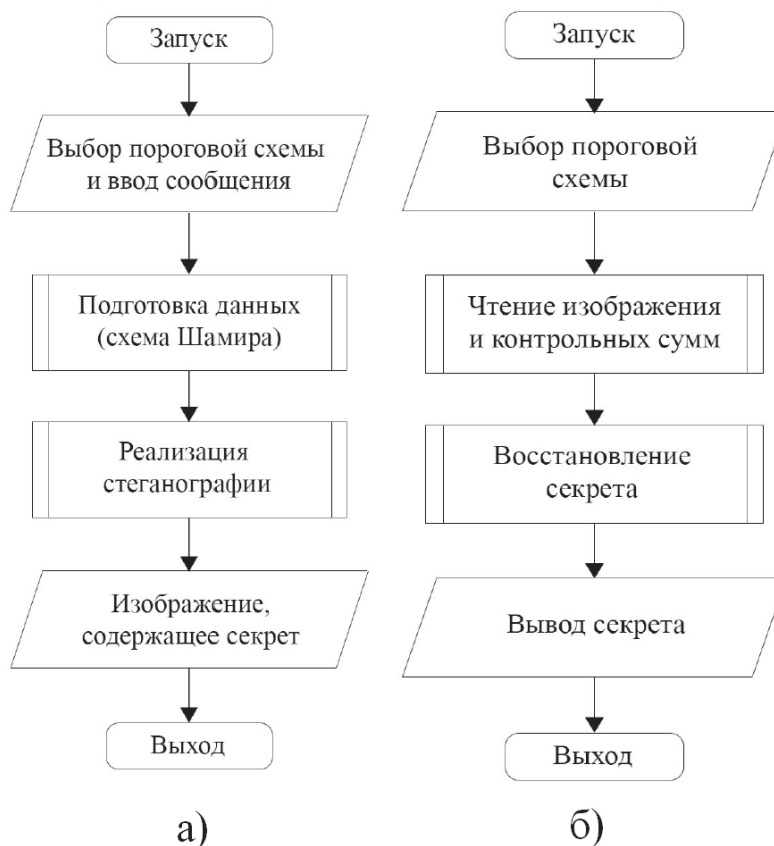 Запуск
Выбор пороговой схемы
и ввод сообщения
Подготовка данных
(схема Шамира)
Реализация
стеганографии
Изображение,
содержащее секрет
Выход
а)
Запуск
Выбор пороговой
схемы
Чтение изображения
и контрольных сумм
Восстановление
секрета
Вывод секрета
Выход
б)